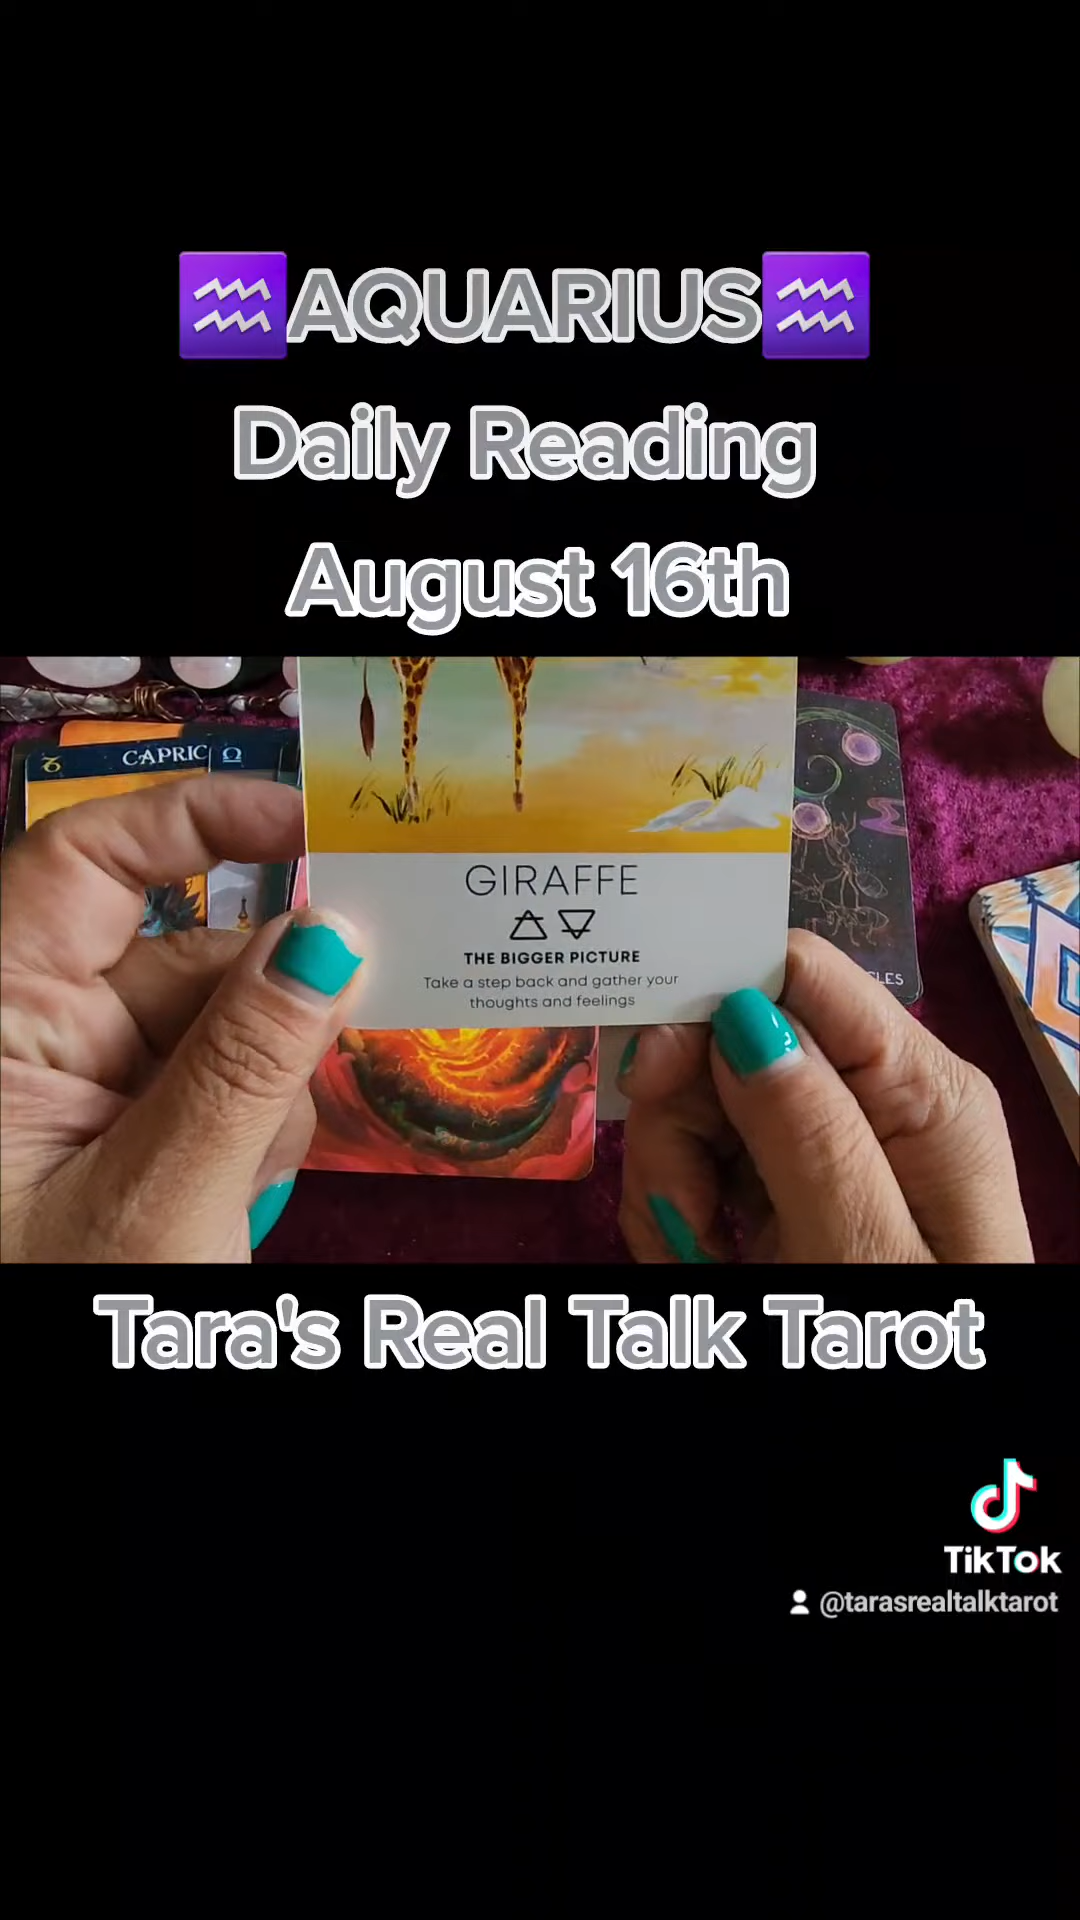 ♒AQUARIUS♒
Daily Reading
August 16th
CAPRIC
GIRAFFE
THE BIGGER PICTURE
Take a step back and gather your
thoughts and feelings
LES
Tara's Real Talk Tarot
TikTok
@tarasrealtalktarot